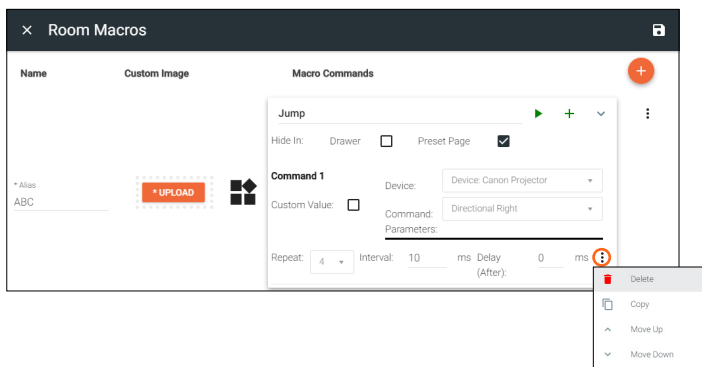 Room Macros
Name Custom Image Macro Commands
Jump
Hide In: Drawer Preset Page
Command 1
Device: Device: Canon Projector
* Alias
ABC
* UPLOAD
Custom Value:
Command: Directional Right
Parameters:
Repeat: 4 Interval: 10 ms Delay (After): 0 ms
Delete
Copy
Move Up
Move Down